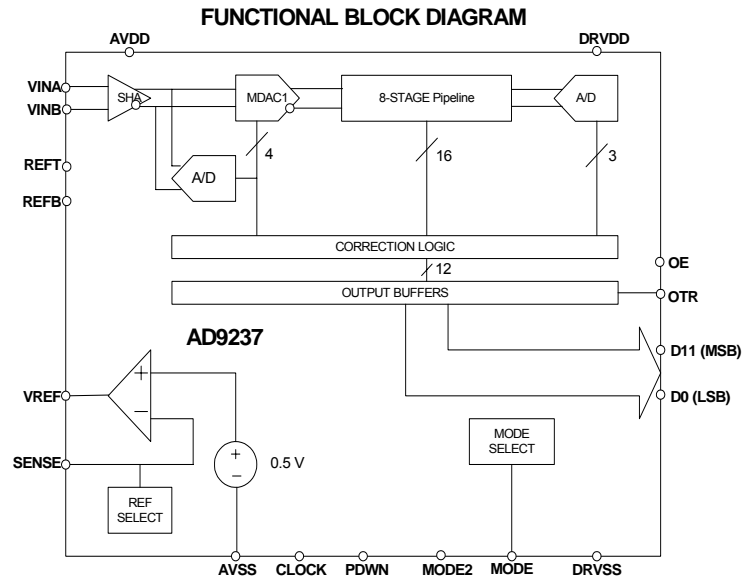 FUNCTIONAL BLOCK DIAGRAM
AVDD
DRVDD
VINA
VINB
SHA
MDAC1
8-STAGE Pipeline
A/D
REFT
REFB
A/D
4
16
3
CORRECTION LOGIC
12
OE
OUTPUT BUFFERS
OTR
AD9237
D11 (MSB)
D0 (LSB)
VREF
+
−
SENSE
+
−
0.5 V
MODE
SELECT
REF
SELECT
AVSS
CLOCK
PDWN
MODE2
MODE
DRVSS